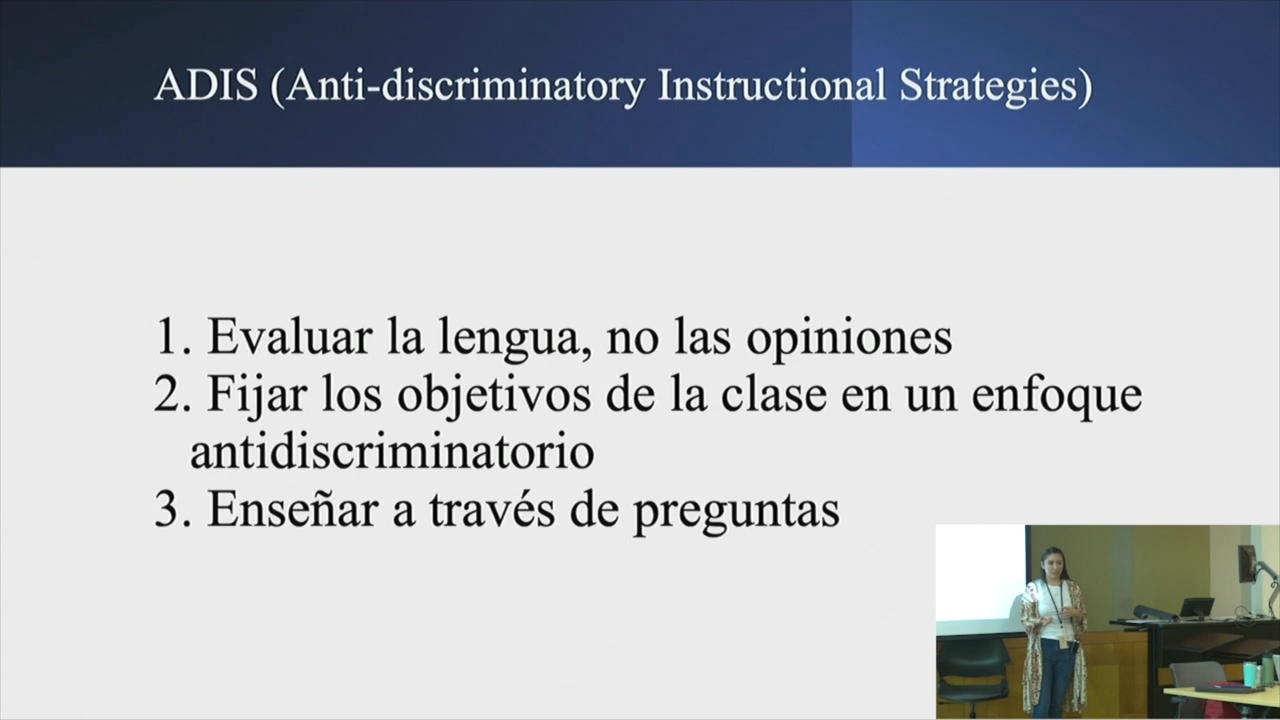 ADIS (Anti-discriminatory Instructional Strategies)
1. Evaluar la lengua, no las opiniones
2. Fijar los objetivos de la clase en un enfoque
antidiscriminatorio
3. Enseñar a través de preguntas